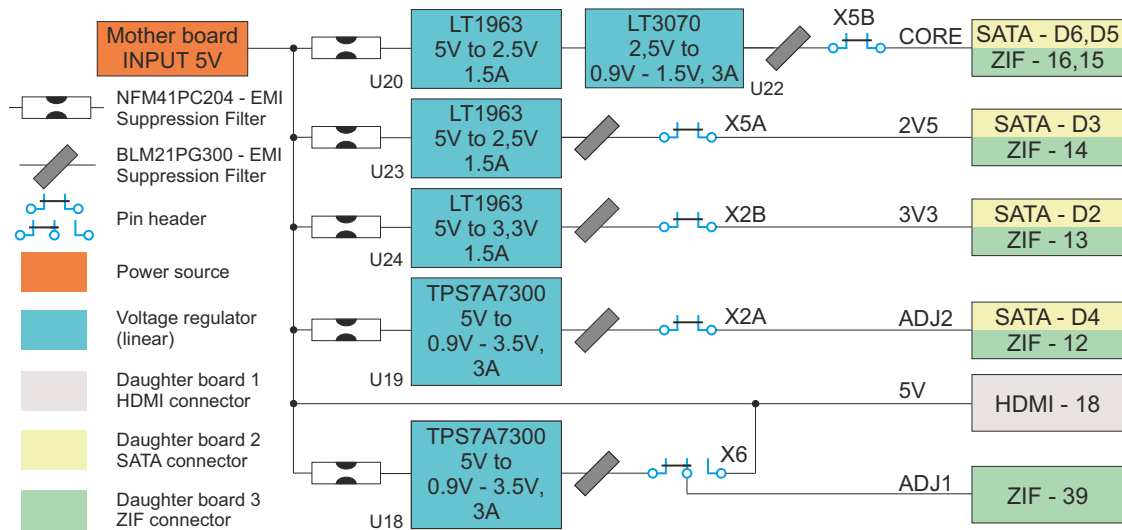 Mother board
INPUT 5V
NFM41PC204 - EMI
Suppression Filter
BLM21PG300 - EMI
Suppression Filter
Pin header
Power source
Voltage regulator
(linear)
Daughter board 1
HDMI connector
Daughter board 2
SATA connector
Daughter board 3
ZIF connector
U20
LT1963
5V to 2.5V
1.5A
LT3070
2,5V to
0.9V - 1.5V, 3A
U22
X5B
CORE
SATA - D6,D5
ZIF - 16,15
U23
LT1963
5V to 2,5V
1.5A
X5A
2V5
SATA - D3
ZIF - 14
U24
LT1963
5V to 3,3V
1.5A
X2B
3V3
SATA - D2
ZIF - 13
U19
TPS7A7300
5V to
0.9V - 3.5V,
3A
X2A
ADJ2
SATA - D4
ZIF - 12
5V
HDMI - 18
U18
TPS7A7300
5V to
0.9V - 3.5V,
3A
X6
ADJ1
ZIF - 39